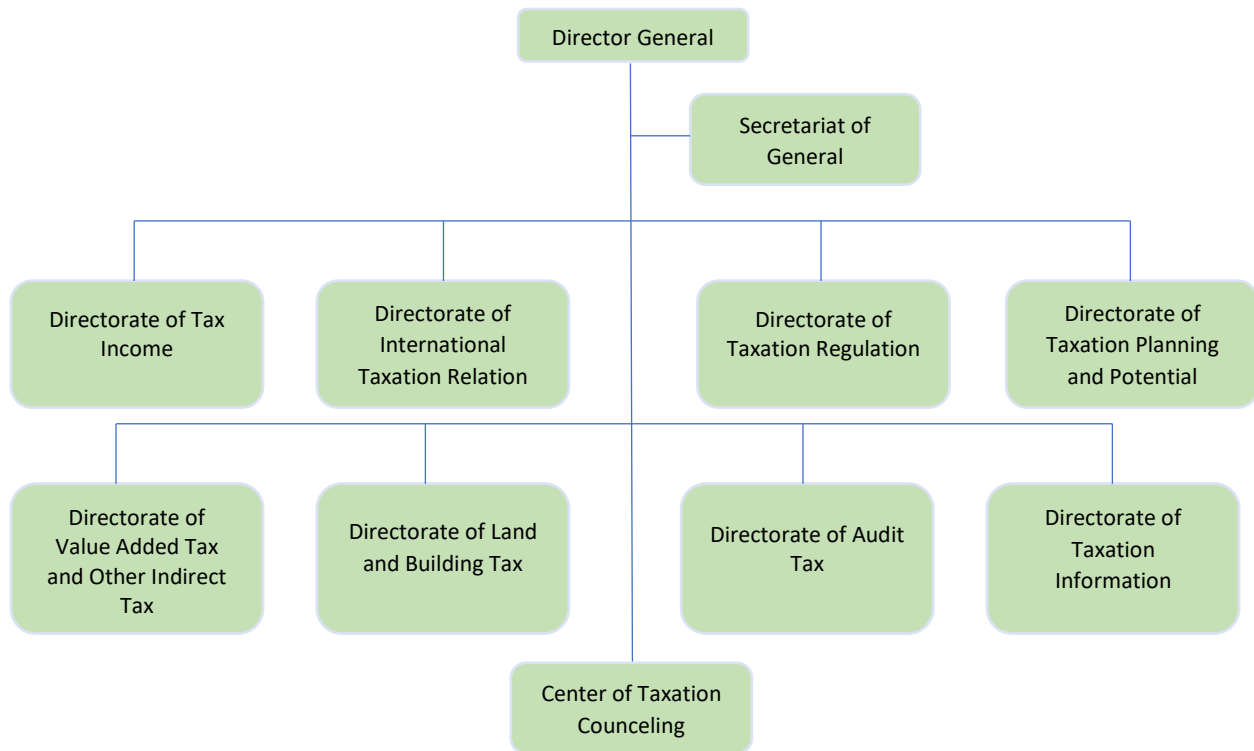 Director General
Secretariat of
General
Directorate of Tax
Income
Directorate of
International
Taxation Relation
Directorate of
Taxation Regulation
Directorate of
Taxation Planning
and Potential
Directorate of
Value Added Tax
and Other Indirect
Tax
Directorate of Land
and Building Tax
Directorate of Audit
Tax
Directorate of
Taxation
Information
Center of Taxation
Counceling